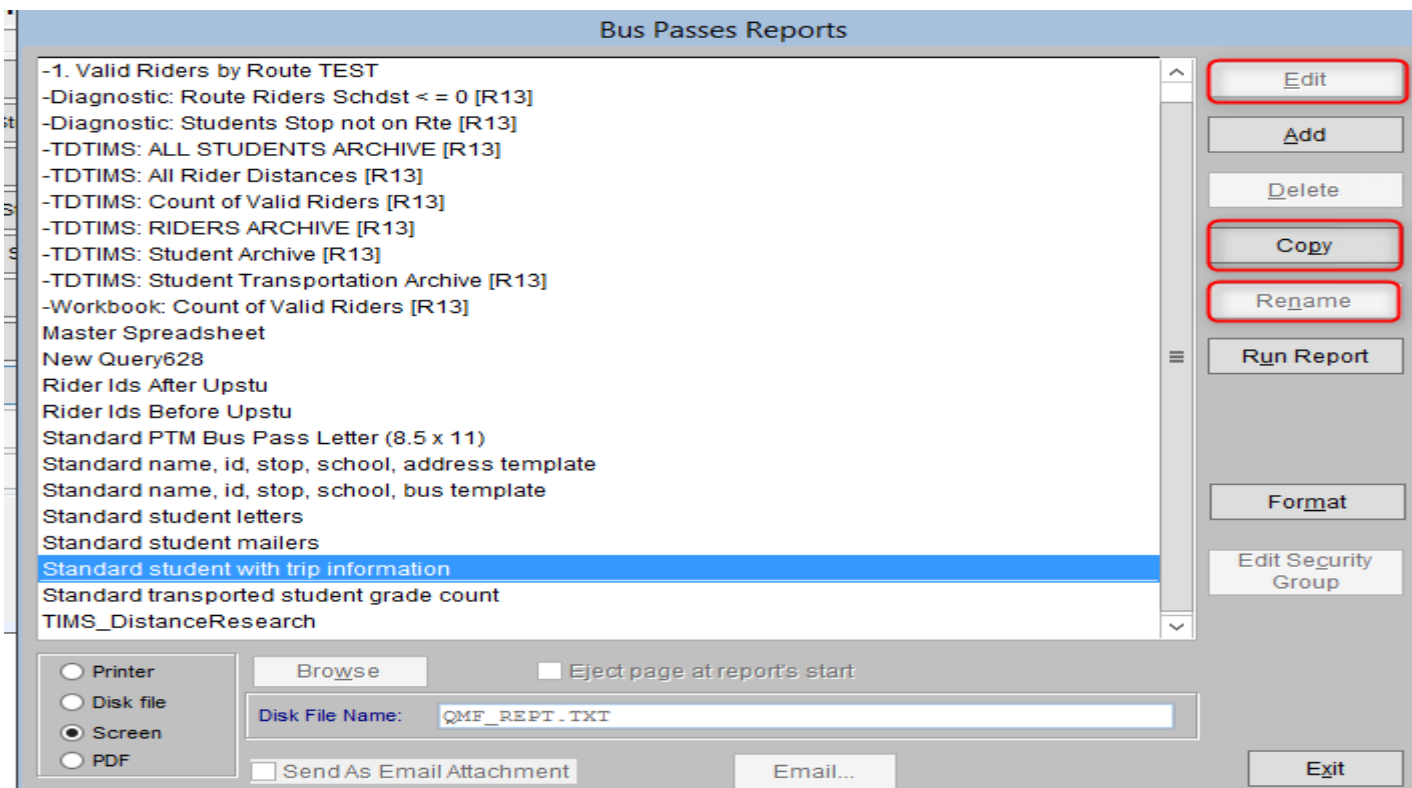 Bus Passes Reports
-1. Valid Riders by Route TEST
-Diagnostic: Route Riders Schdst < = 0 [R13]
-Diagnostic: Students Stop not on Rte [R13]
-TDTIMS: ALL STUDENTS ARCHIVE [R13]
-TDTIMS: All Rider Distances [R13]
-TDTIMS: Count of Valid Riders [R13]
-TDTIMS: RIDERS ARCHIVE [R13]
-TDTIMS: Student Archive [R13]
-TDTIMS: Student Transportation Archive [R13]
-Workbook: Count of Valid Riders [R13]
Master Spreadsheet
New Query628
Rider Ids After Upstu
Rider Ids Before Upstu
Standard PTM Bus Pass Letter (8.5 x 11)
Standard name, id, stop, school, address template
Standard name, id, stop, school, bus template
Standard student letters
Standard student mailers
Standard student with trip information
Standard transported student grade count
TIMS_DistanceResearch
Edit
Add
Delete
Copy
Rename
Run Report
Format
Edit Security
Group
Printer
Disk file
Screen
PDF
Browse
Eject page at report's start
Disk File Name: QMF_REPT.TXT
Send As Email Attachment
Email...
Exit